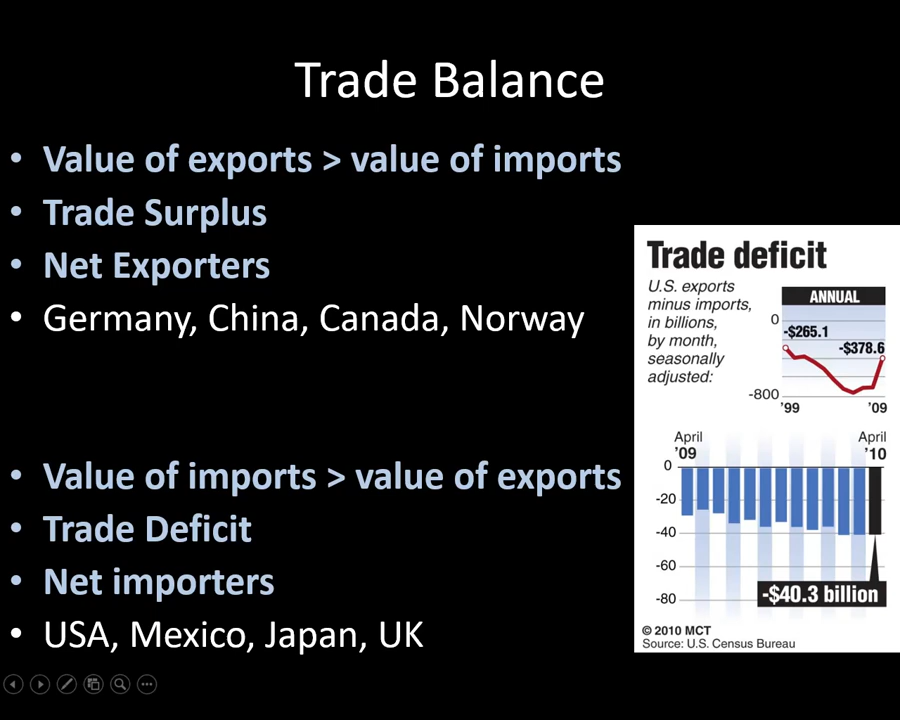 Trade Balance
• Value of exports > value of imports
• Trade Surplus
• Net Exporters
• Germany, China, Canada, Norway
• Value of imports > value of exports
• Trade Deficit
• Net importers
• USA, Mexico, Japan, UK
Trade deficit
U.S. exports
minus imports,
in billions,
by month,
seasonally
adjusted:
ANNUAL
0
-$265.1
-$378.6
-800
'99
'09
April
'09
April
'10
0
-20
-40
-60
-80
-$40.3 billion
© 2010 MCT
Source: U.S. Census Bureau